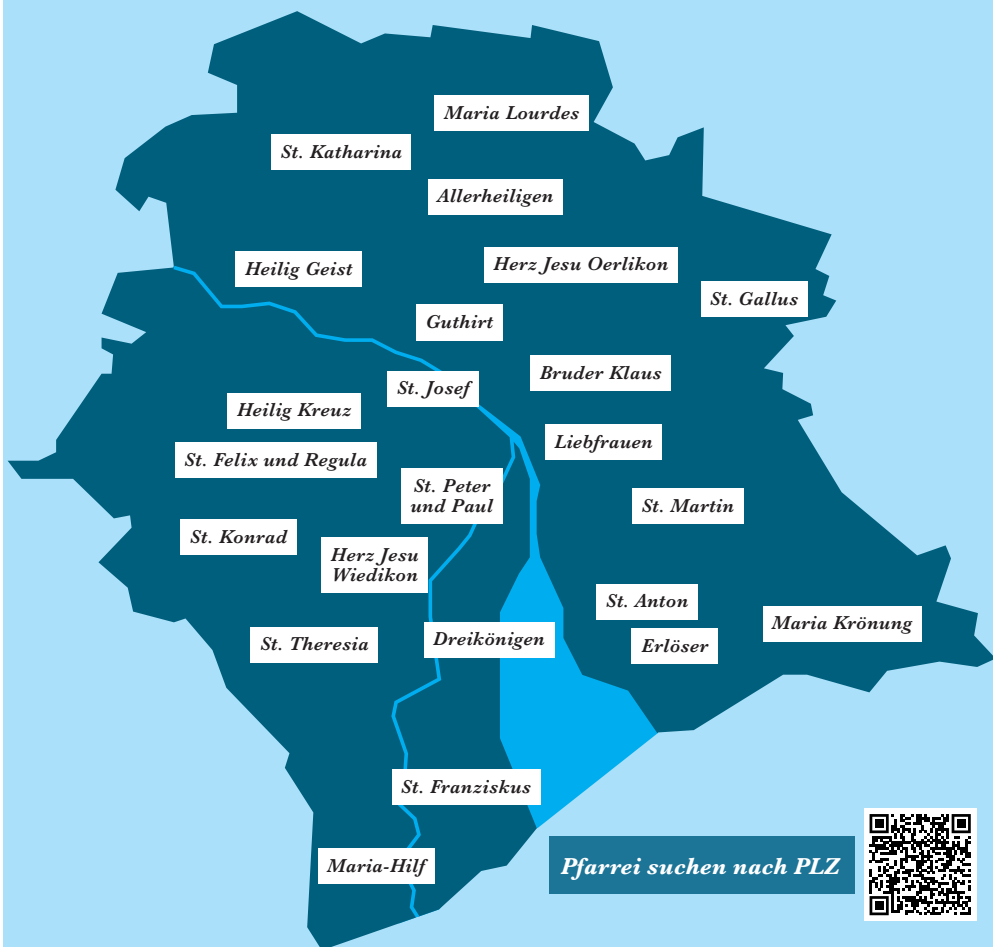 Maria Lourdes
St. Katharina
Allerheiligen
Herz Jesu Oerlikon
Heilig Geist
St. Gallus
Guthirt
Bruder Klaus
St. Josef
Heilig Kreuz
Liebfrauen
St. Felix und Regula
St. Peter
und Paul
St. Martin
St. Konrad
Herz Jesu
Wiedikon
St. Anton
Maria Krönung
Dreikönigen
St. Theresia
Erlöser
St. Franziskus
Maria-Hilf
Pfarrei suchen nach PLZ